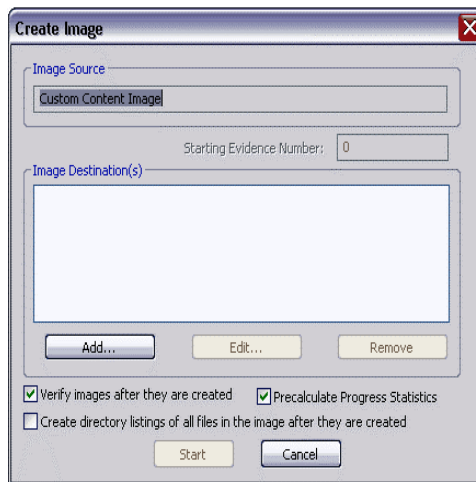 Create Image
Image Source
Custom Content Image
Starting Evidence Number: 0
Image Destination(s)
Add... Edit... Remove
Verify images after they are created Precalculate Progress Statistics
Create directory listings of all files in the image after they are created
Start Cancel